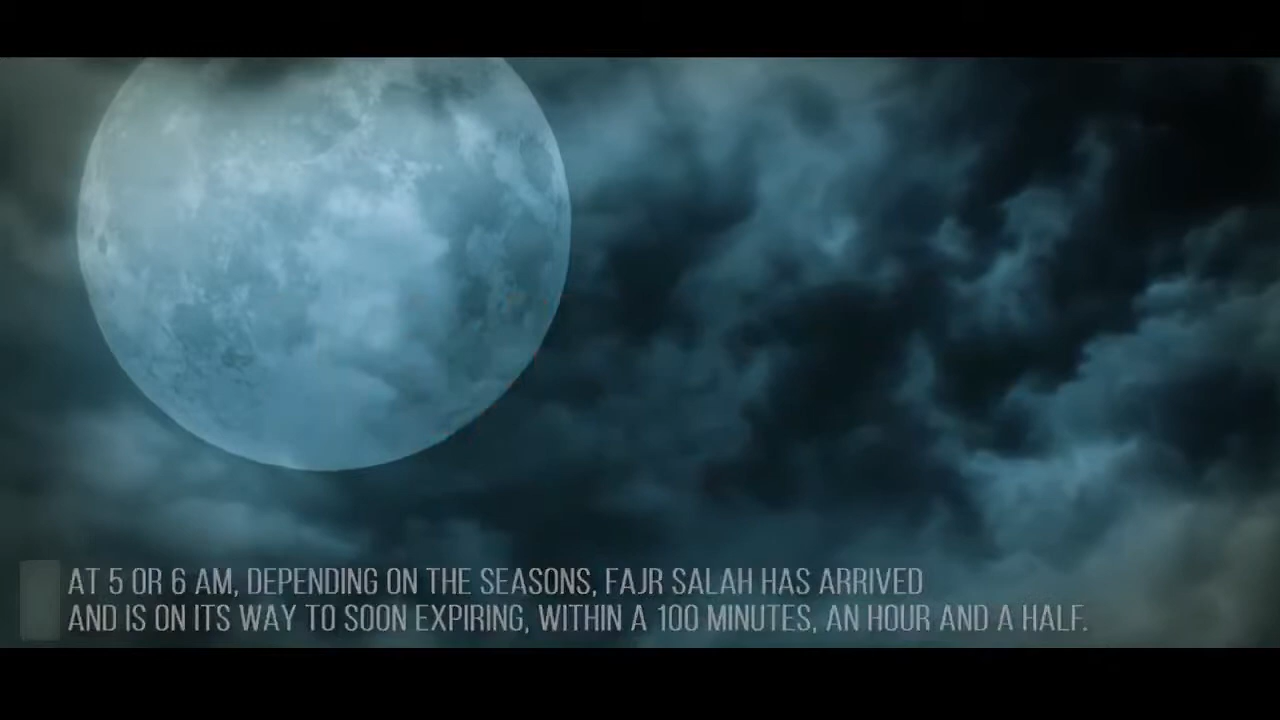 AT 5 OR 6 AM, DEPENDING ON THE SEASONS, FAJR SALAH HAS ARRIVED
AND IS ON ITS WAY TO SOON EXPIRING, WITHIN A 100 MINUTES, AN HOUR AND A HALF.